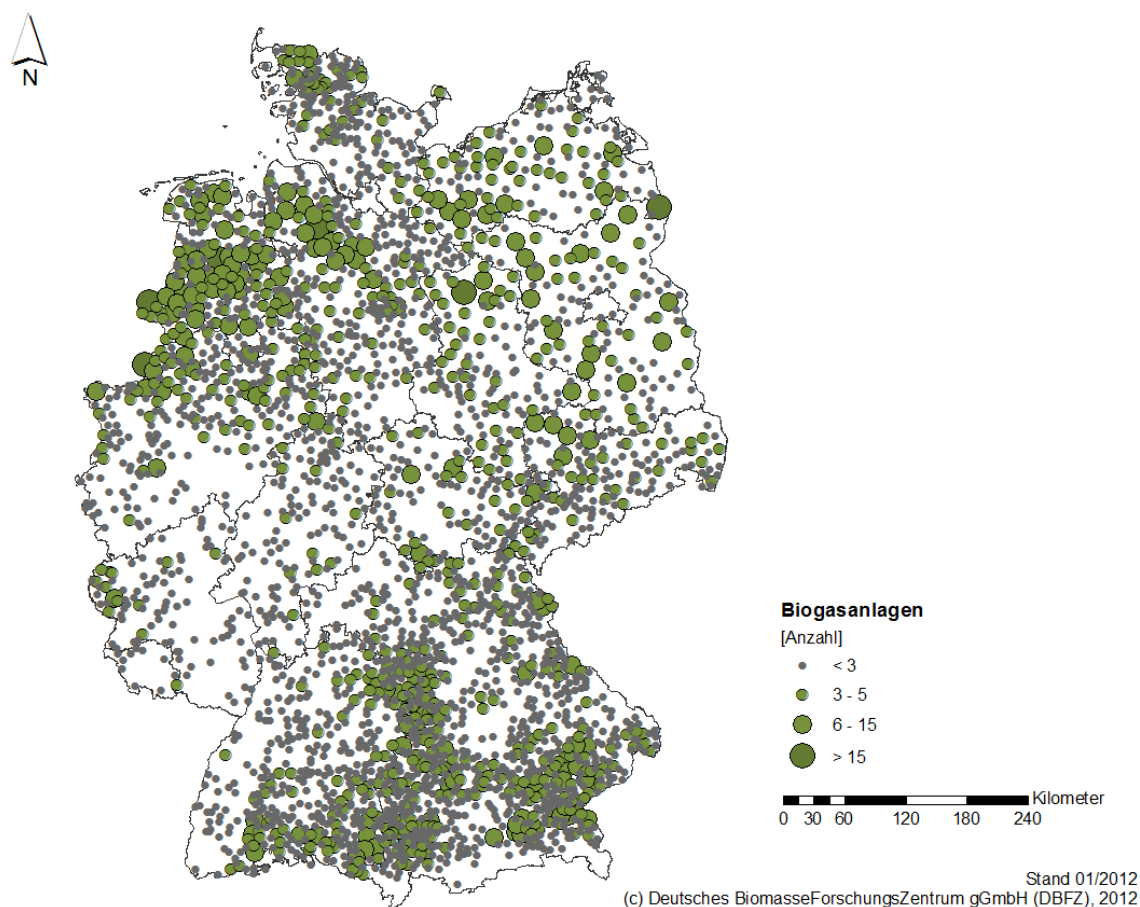 N
Biogasanlagen
[Anzahl]
< 3
3 - 5
6 - 15
> 15
Kilometer
0 30 60 120 180 240
Stand 01/2012
(c) Deutsches BiomasseForschungsZentrum gGmbH (DBFZ), 2012